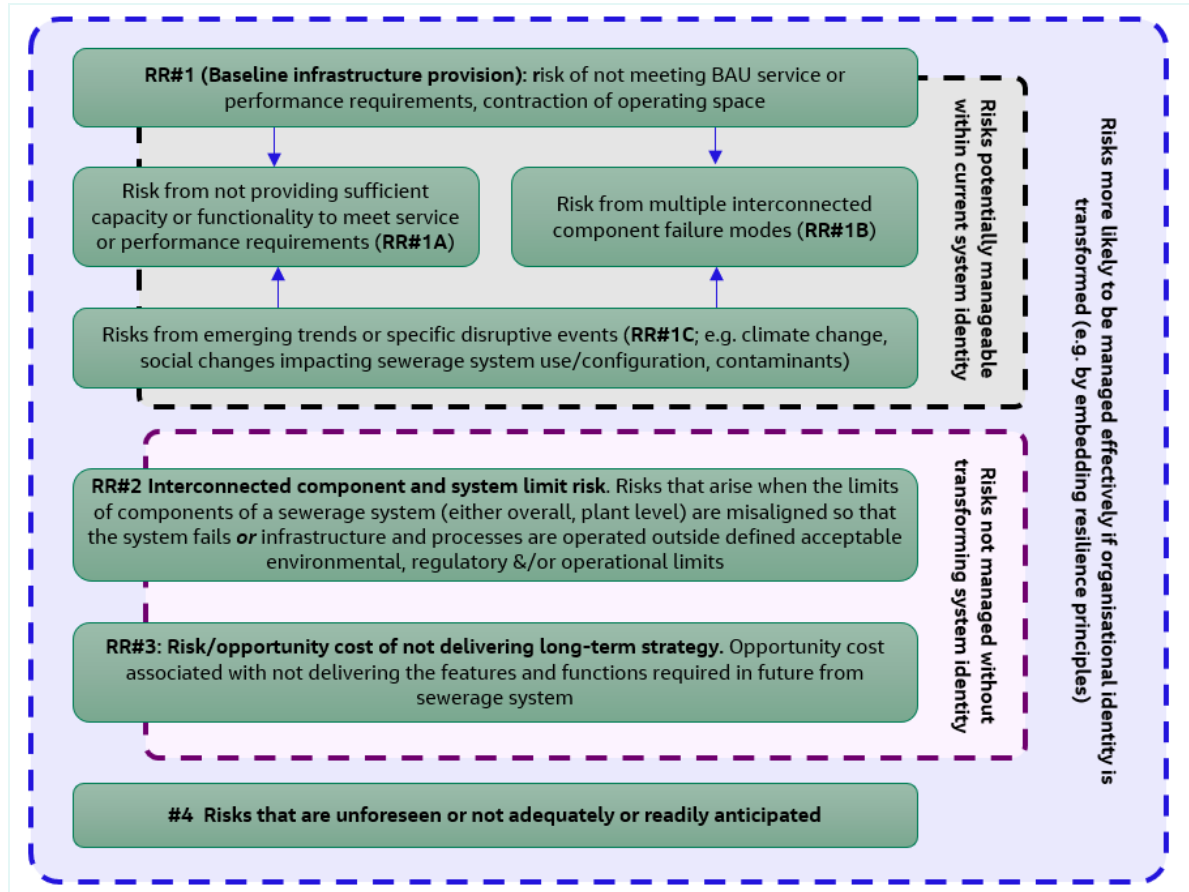 RR#1 (Baseline infrastructure provision): risk of not meeting BAU service or
performance requirements, contraction of operating space
Risk from not providing sufficient
capacity or functionality to meet service
or performance requirements (RR#1A)
Risk from multiple interconnected
component failure modes (RR#1B)
Risks from emerging trends or specific disruptive events (RR#1C; e.g. climate change,
social changes impacting sewerage system use/configuration, contaminants)
Risks potentially manageable
within current system identity
RR#2 Interconnected component and system limit risk. Risks that arise when the limits
of components of a sewerage system (either overall, plant level) are misaligned so that
the system fails or infrastructure and processes are operated outside defined acceptable
environmental, regulatory &/or operational limits
RR#3: Risk/opportunity cost of not delivering long-term strategy. Opportunity cost
associated with not delivering the features and functions required in future from
sewerage system
Risks not managed without
transforming system identity
#4 Risks that are unforeseen or not adequately or readily anticipated
Risks more likely to be managed effectively if organisational identity is
transformed (e.g. by embedding resilience principles)